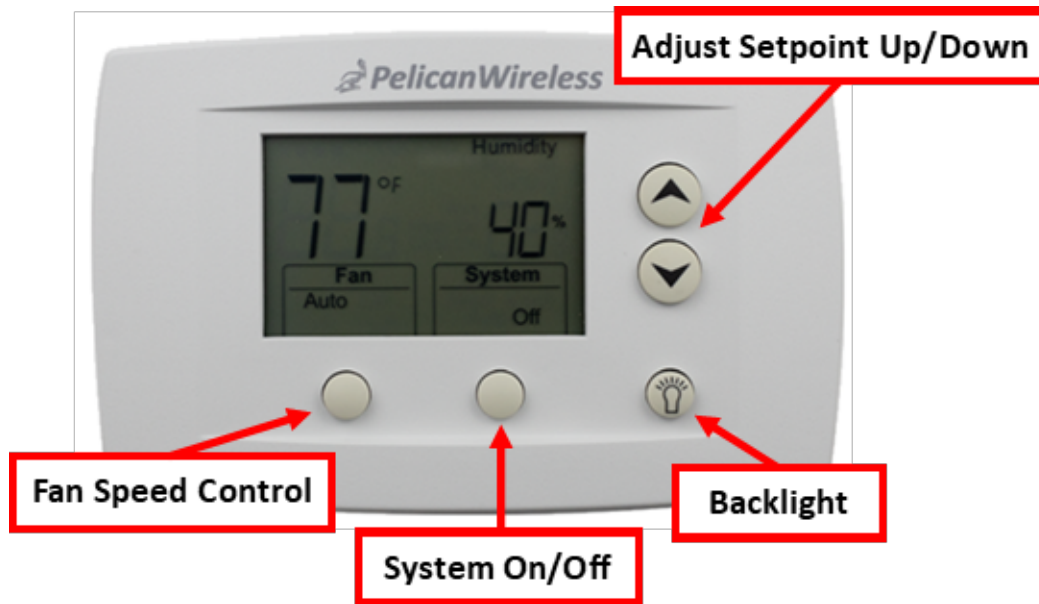 Adjust Setpoint Up/Down
PelicanWireless
Humidity
77°F
40%
Fan
System
Auto
Off
Fan Speed Control
Backlight
System On/Off